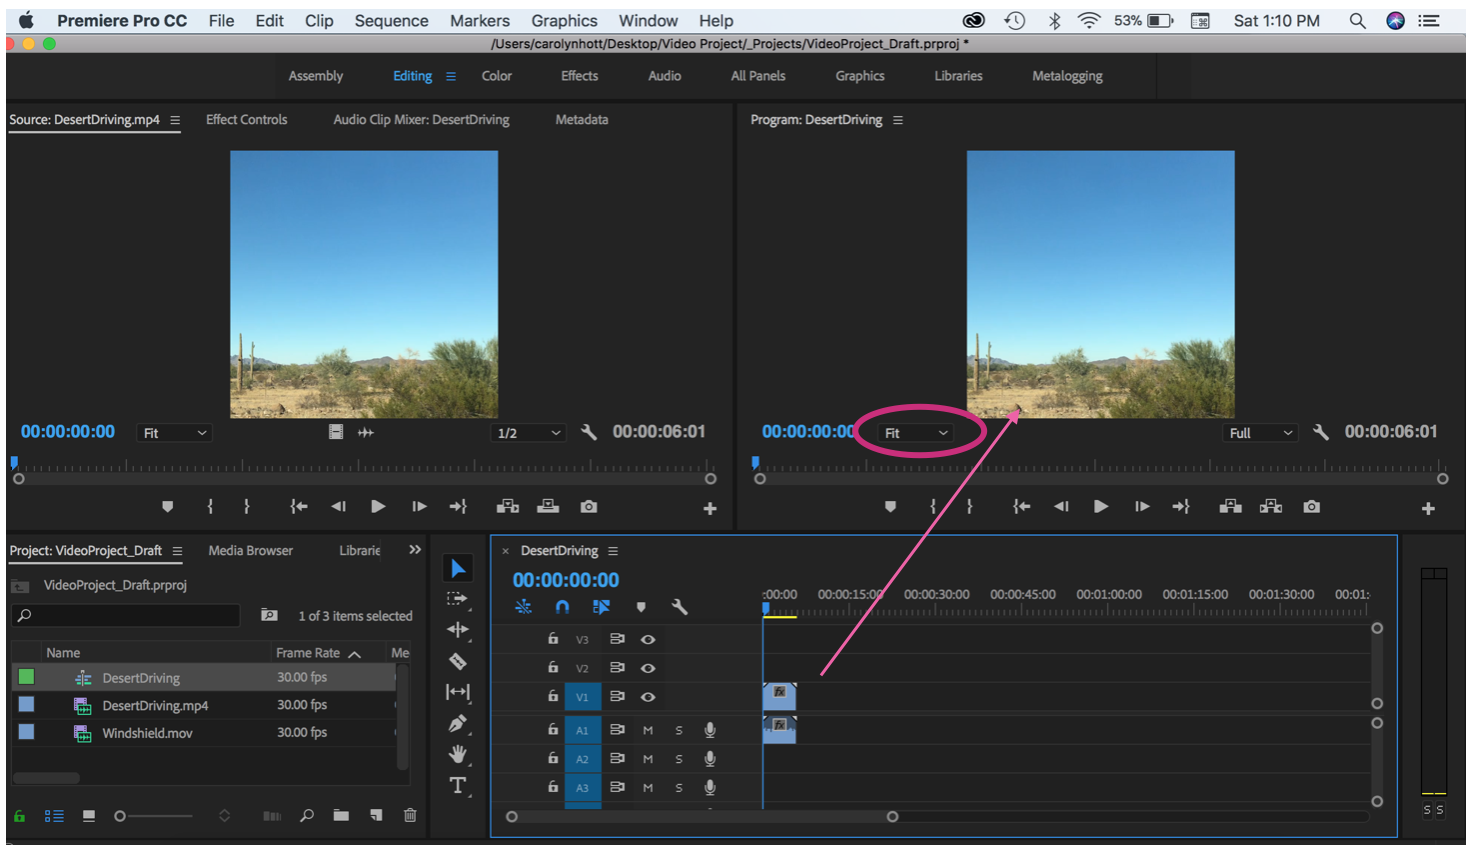 Premiere Pro CC File Edit Clip Sequence Markers Graphics Window Help 53% Sat 1:10 PM
/Users/carolynhott/Desktop/Video Project/_Projects/VideoProject_Draft.prproj *
Assembly Editing Color Effects Audio All Panels Graphics Libraries Metalogging
Source: DesertDriving.mp4 Effect Controls Audio Clip Mixer: DesertDriving Metadata
Program: DesertDriving
00:00:00:00 Fit 1/2 00:00:06:01
00:00:00:00 Fit Full 00:00:06:01
Project: VideoProject_Draft Media Browser Librarie
VideoProject_Draft.prproj
1 of 3 items selected
Name Frame Rate Me
DesertDriving 30.00 fps
DesertDriving.mp4 30.00 fps
Windshield.mov 30.00 fps
T
× DesertDriving
00:00:00:00
:00:00 00:00:15:00 00:00:30:00 00:00:45:00 00:01:00:00 00:01:15:00 00:01:30:00 00:01:
V3
V2
V1 fx
A1 M S fx
A2 M S
A3 M S
S S